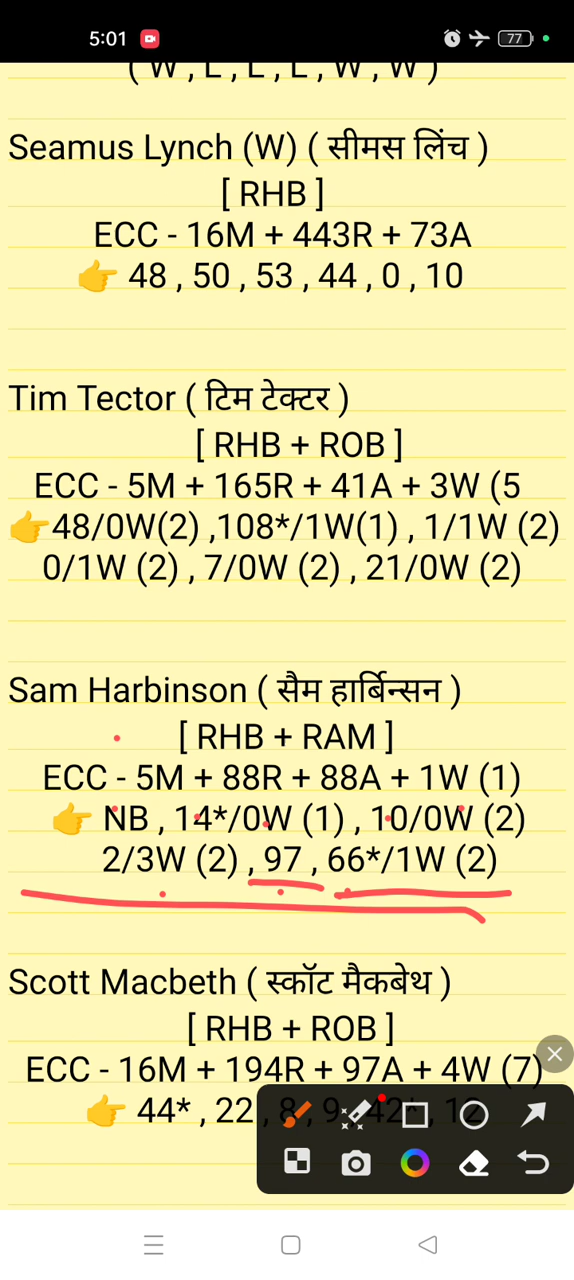 5:01
77
( W , L , L , L , W , W )
Seamus Lynch (W) ( सीमस लिंच )
[ RHB ]
ECC - 16M + 443R + 73A
👉 48 , 50 , 53 , 44 , 0 , 10
Tim Tector ( टिम टेक्टर )
[ RHB + ROB ]
ECC - 5M + 165R + 41A + 3W (5
👉48/0W(2) ,108*/1W(1) , 1/1W (2)
0/1W (2) , 7/0W (2) , 21/0W (2)
Sam Harbinson ( सैम हार्बिन्सन )
[ RHB + RAM ]
ECC - 5M + 88R + 88A + 1W (1)
👉 NB , 14*/0W (1) , 10/0W (2)
2/3W (2) , 97 , 66*/1W (2)
Scott Macbeth ( स्कॉट मैकबेथ )
[ RHB + ROB ]
ECC - 16M + 194R + 97A + 4W (7)
👉 44* , 22 , 8 , 9 , 42* , 12